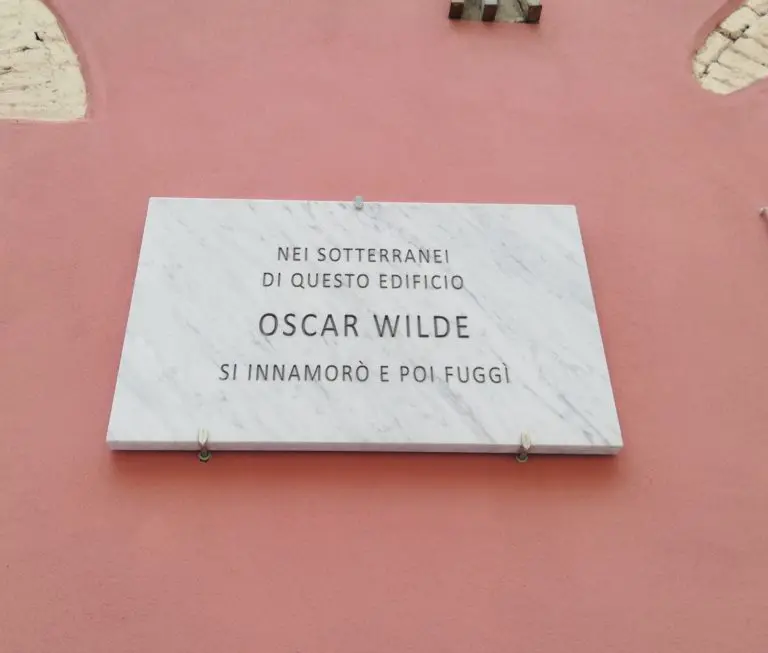 NEI SOTTERRANEI
DI QUESTO EDIFICIO
OSCAR WILDE
SI INNAMORÒ E POI FUGGÌ